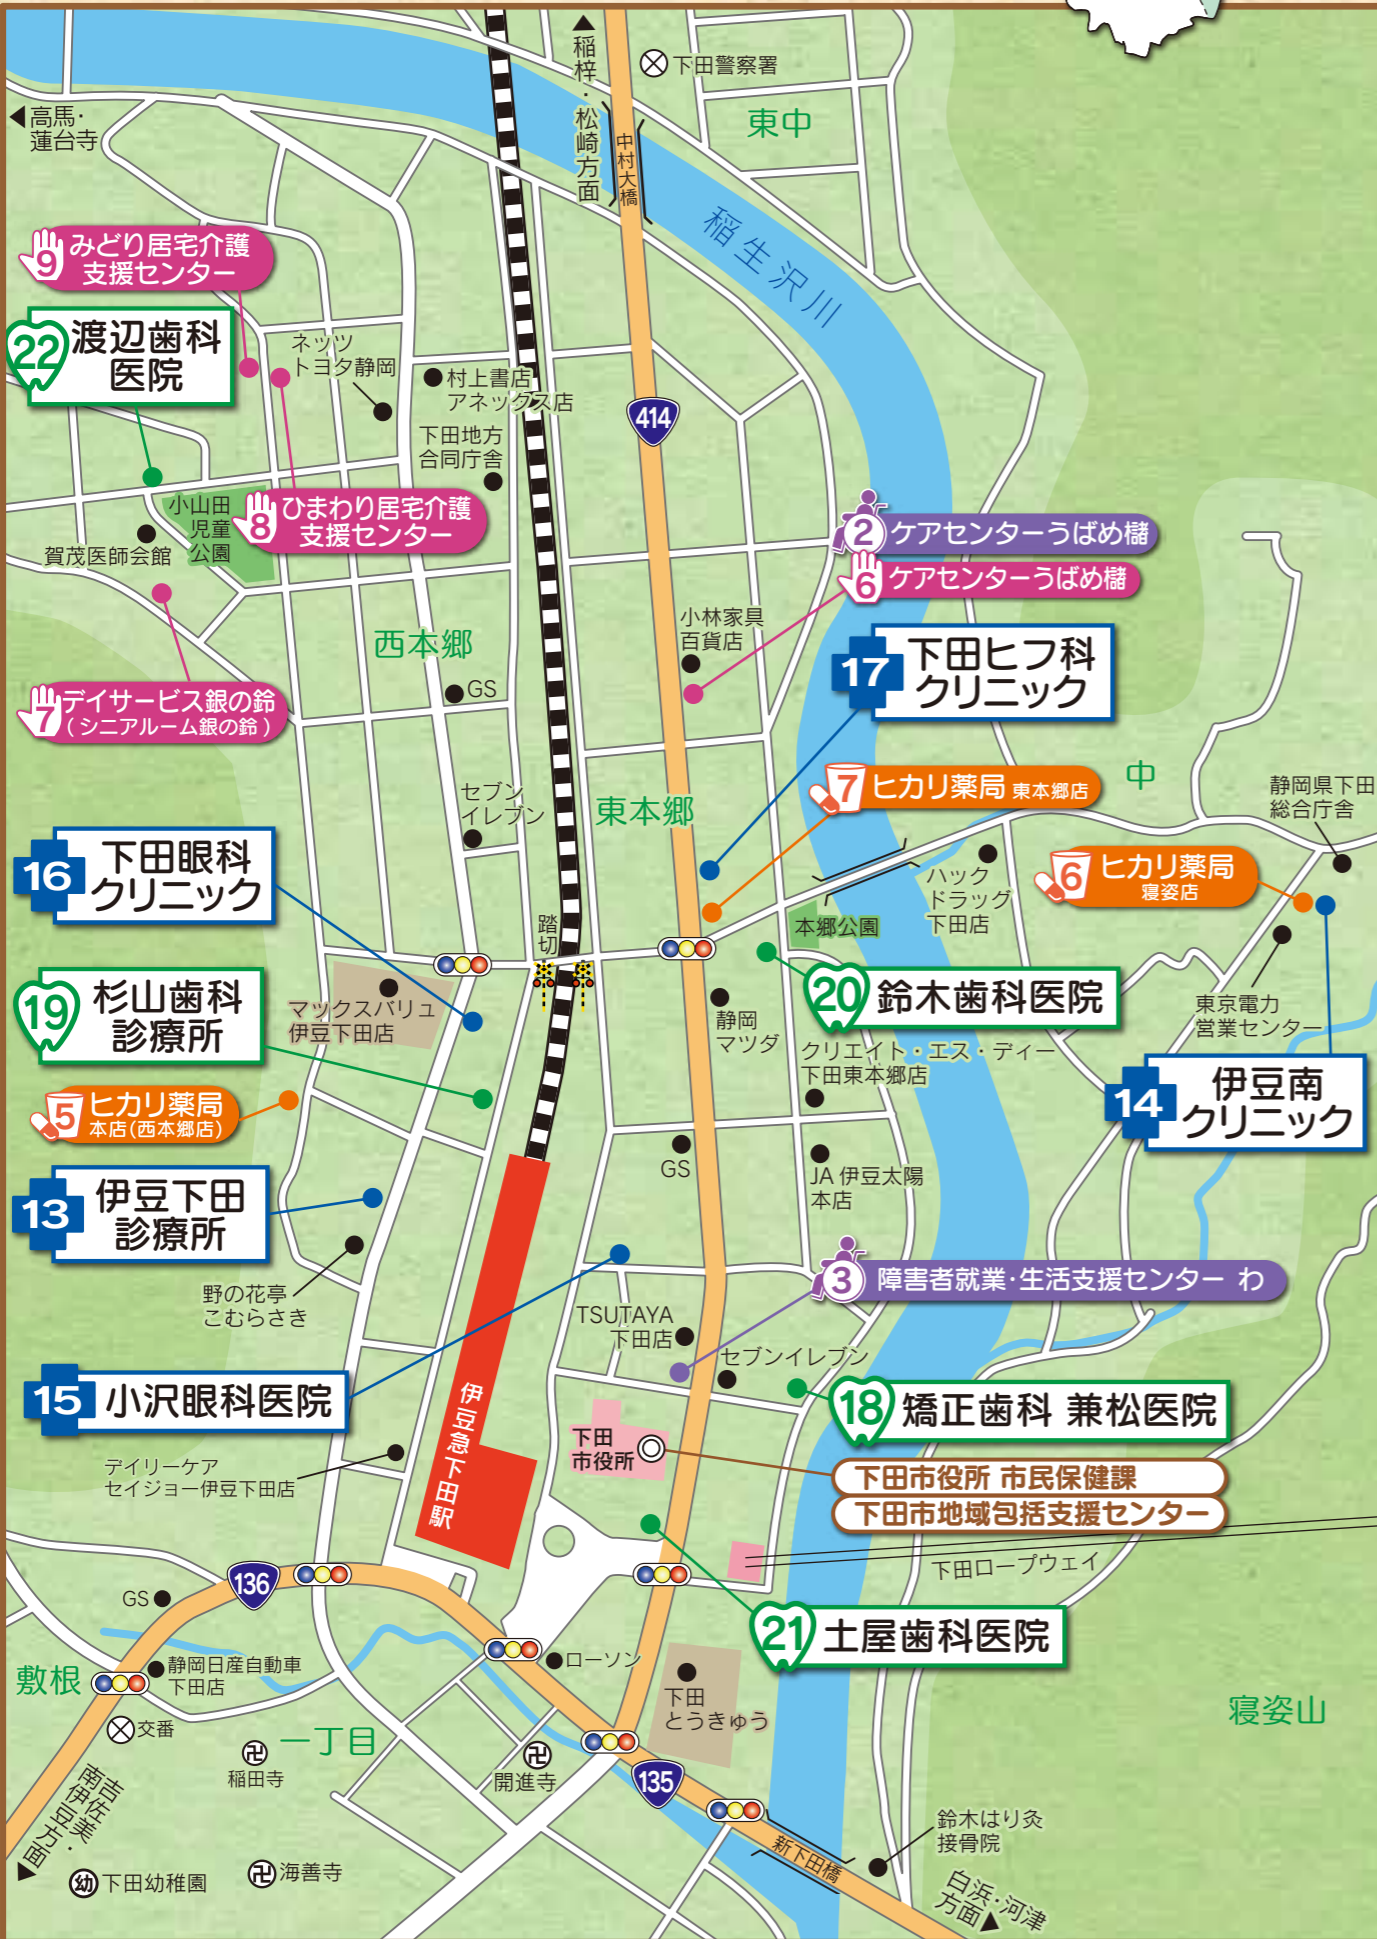 ▲稲梓・松崎方面
下田警察署
東中
◀高馬・
蓮台寺
中村大橋
稲生沢川
9
みどり居宅介護
支援センター
22
渡辺歯科
医院
ネッツ
トヨタ静岡
村上書店
アネックス店
414
下田地方
合同庁舎
小山田
児童
公園
8
ひまわり居宅介護
支援センター
賀茂医師会館
2
ケアセンターうばめ樫
6
ケアセンターうばめ樫
小林家具
百貨店
西本郷
17
下田ヒフ科
クリニック
GS
7
デイサービス銀の鈴
(シニアルーム銀の鈴)
中
7
ヒカリ薬局 東本郷店
静岡県下田
総合庁舎
セブン
イレブン
東本郷
16
下田眼科
クリニック
6
ヒカリ薬局
寝姿店
ハック
ドラッグ
下田店
踏切
本郷公園
19
杉山歯科
診療所
マックスバリュ
伊豆下田店
20
鈴木歯科医院
静岡
マツダ
東京電力
営業センター
クリエイト・エス・ディー
下田東本郷店
5
ヒカリ薬局
本店(西本郷店)
14
伊豆南
クリニック
GS
JA 伊豆太陽
本店
13
伊豆下田
診療所
野の花亭
こむらさき
3
障害者就業・生活支援センター わ
TSUTAYA
下田店
セブンイレブン
15
小沢眼科医院
18
矯正歯科 兼松医院
伊豆急下田駅
下田
市役所
デイリーケア
セイジョー伊豆下田店
下田市役所 市民保健課
下田市地域包括支援センター
下田ロープウェイ
136
GS
21
土屋歯科医院
ローソン
敷根
静岡日産自動車
下田店
下田
とうきゅう
寝姿山
交番
一丁目
稲田寺
開進寺
135
吉佐美・
南伊豆方面
▼
鈴木はり灸
接骨院
新下田橋
幼
下田幼稚園
海善寺
白浜・河津
方面▲